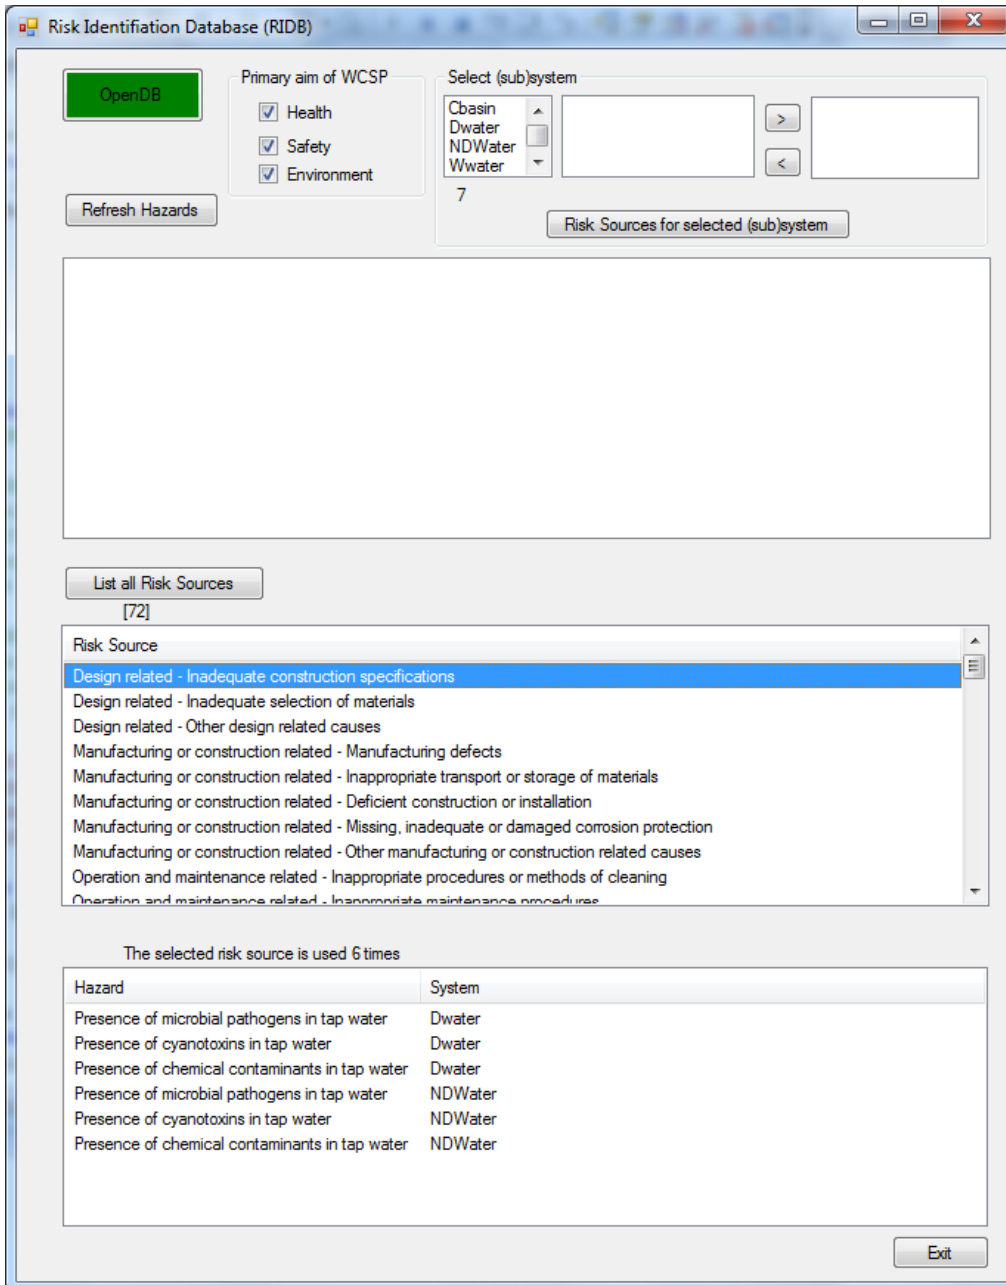 Risk Identifiation Database (RIDB)
OpenDB
Primary aim of WCSP
Health
Safety
Environment
Select (sub)system
Cbasin
Dwater
NDWater
Wwater
>
<
7
Refresh Hazards
Risk Sources for selected (sub)system
List all Risk Sources
[72]
Risk Source
Design related - Inadequate construction specifications
Design related - Inadequate selection of materials
Design related - Other design related causes
Manufacturing or construction related - Manufacturing defects
Manufacturing or construction related - Inappropriate transport or storage of materials
Manufacturing or construction related - Deficient construction or installation
Manufacturing or construction related - Missing, inadequate or damaged corrosion protection
Manufacturing or construction related - Other manufacturing or construction related causes
Operation and maintenance related - Inappropriate procedures or methods of cleaning
Operation and maintenance related - Inappropriate maintenance procedures
The selected risk source is used 6 times
Hazard System
Presence of microbial pathogens in tap water Dwater
Presence of cyanotoxins in tap water Dwater
Presence of chemical contaminants in tap water Dwater
Presence of microbial pathogens in tap water NDWater
Presence of cyanotoxins in tap water NDWater
Presence of chemical contaminants in tap water NDWater
Exit